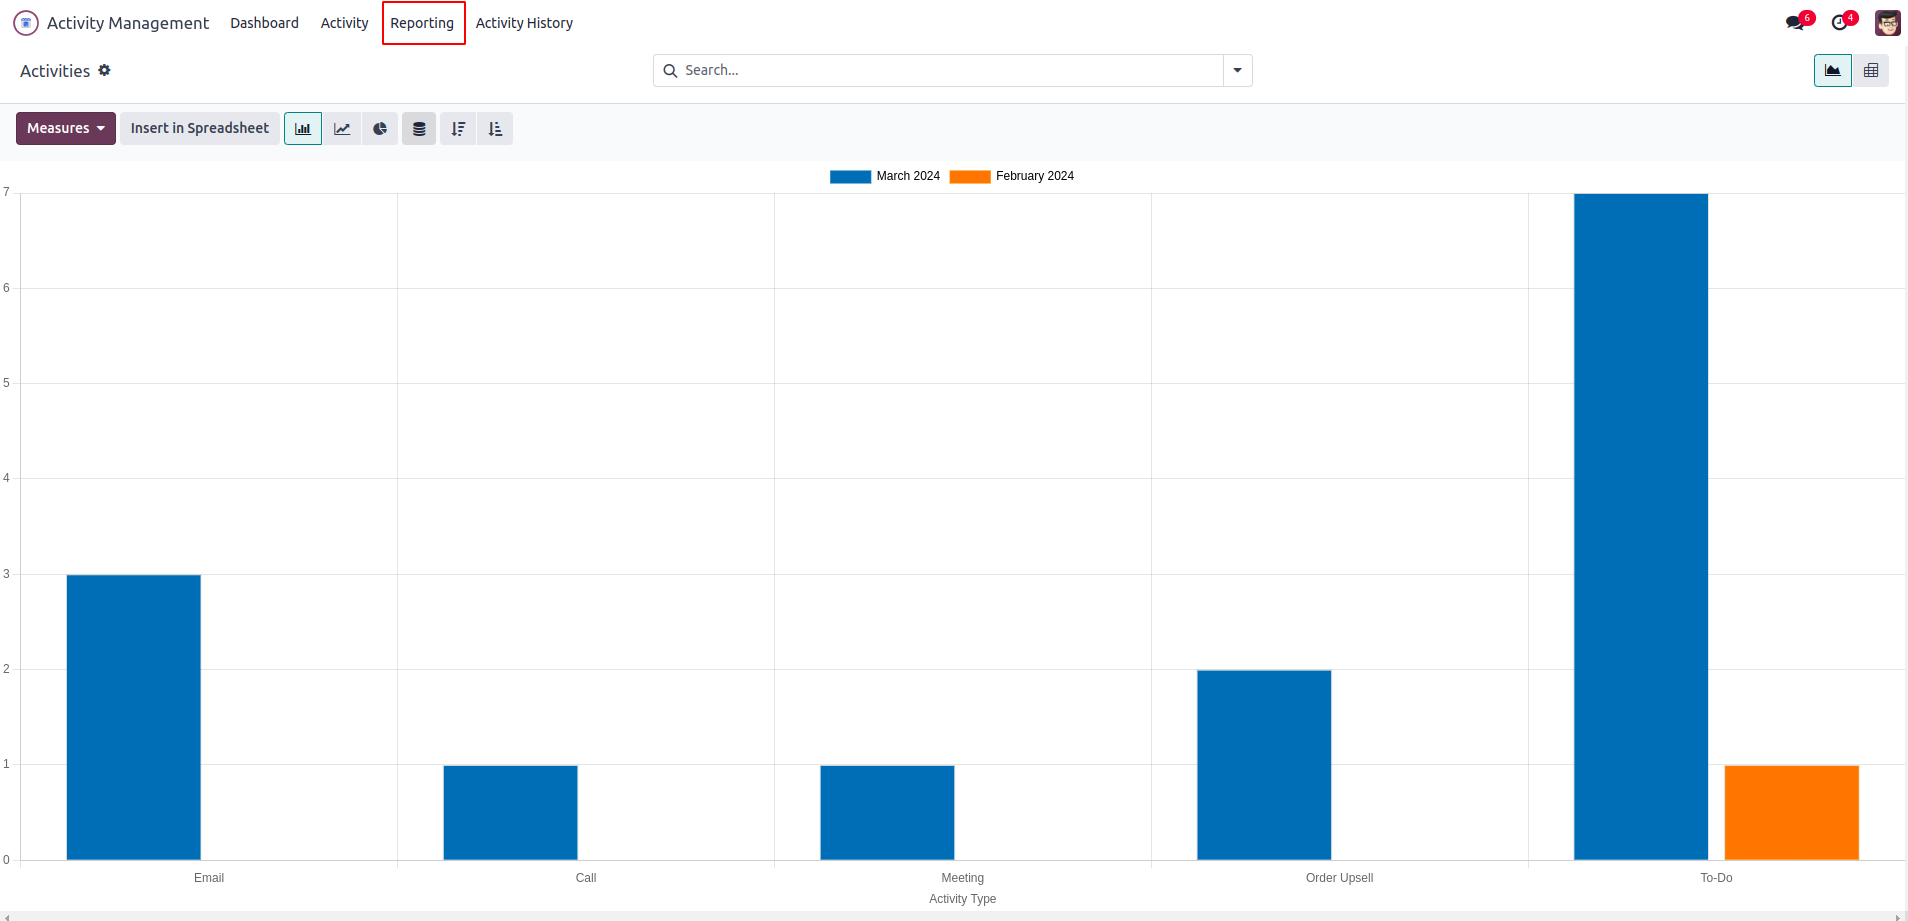 Activity Management Dashboard Activity Reporting Activity History 6 4
Activities Search...
Measures Insert in Spreadsheet
March 2024 February 2024
7
6
5
4
3
2
1
0
Email Call Meeting Order Upsell To-Do
Activity Type